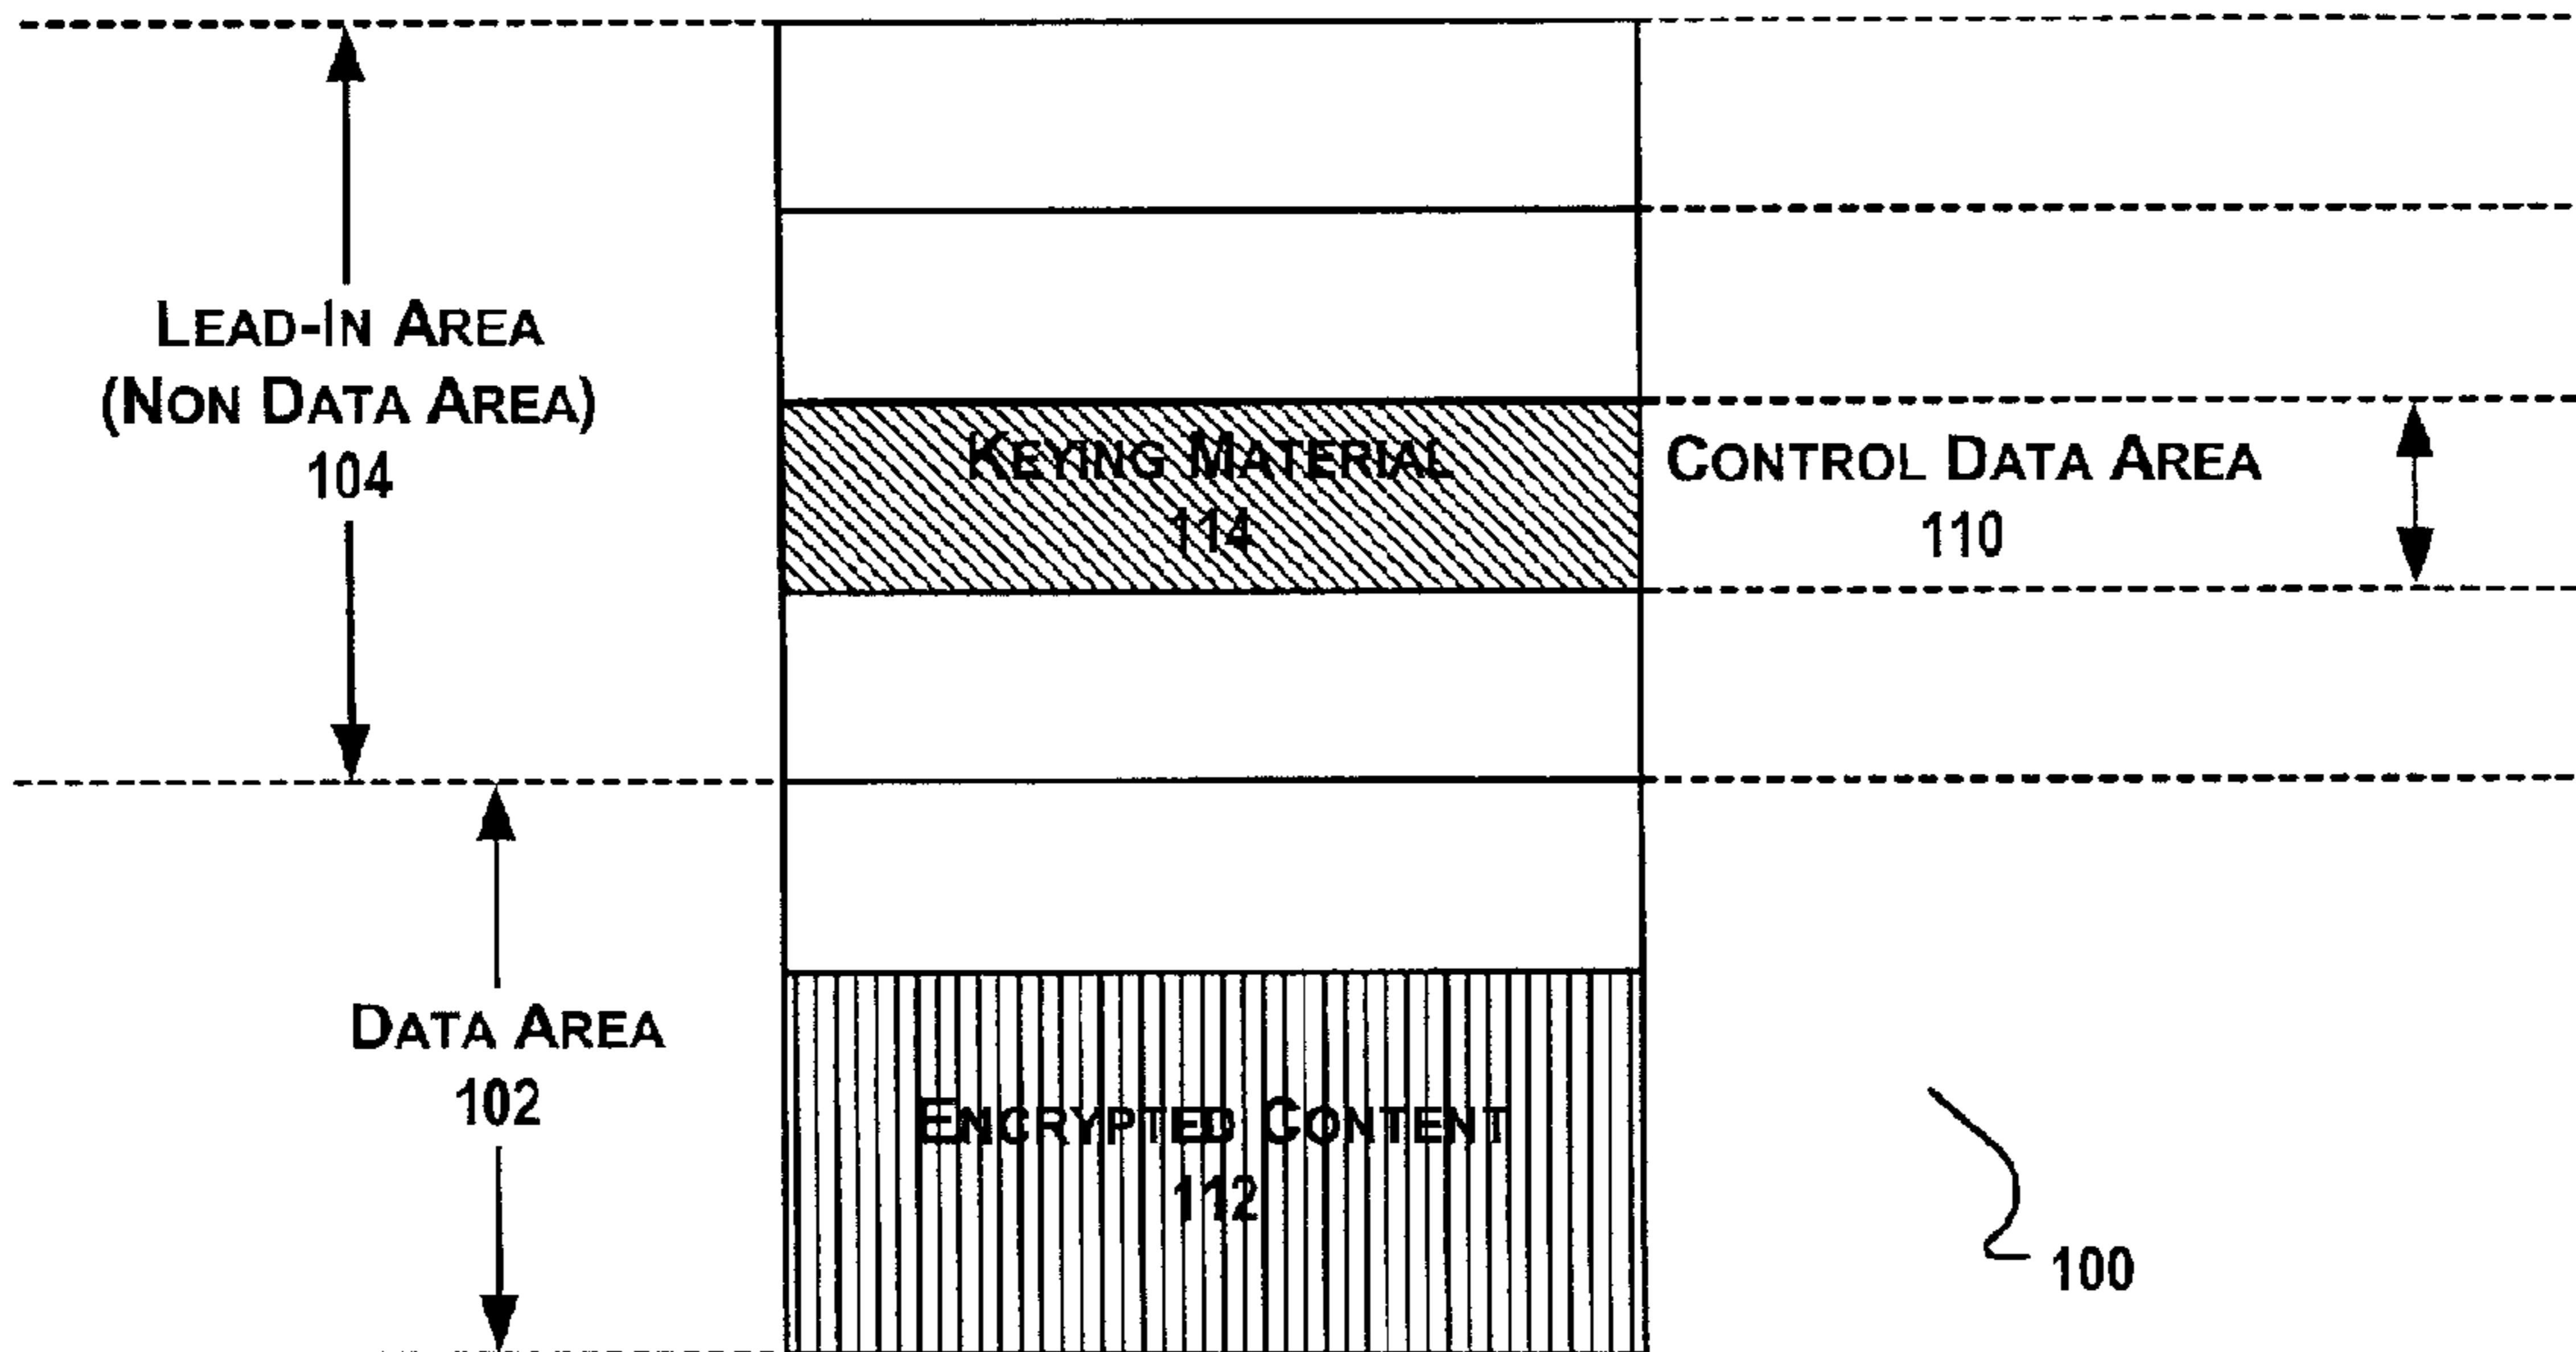 LEAD-IN AREA
(NON DATA AREA)
104
KEYING MATERIAL
114
CONTROL DATA AREA
110
DATA AREA
102
ENCRYPTED CONTENT
112
100